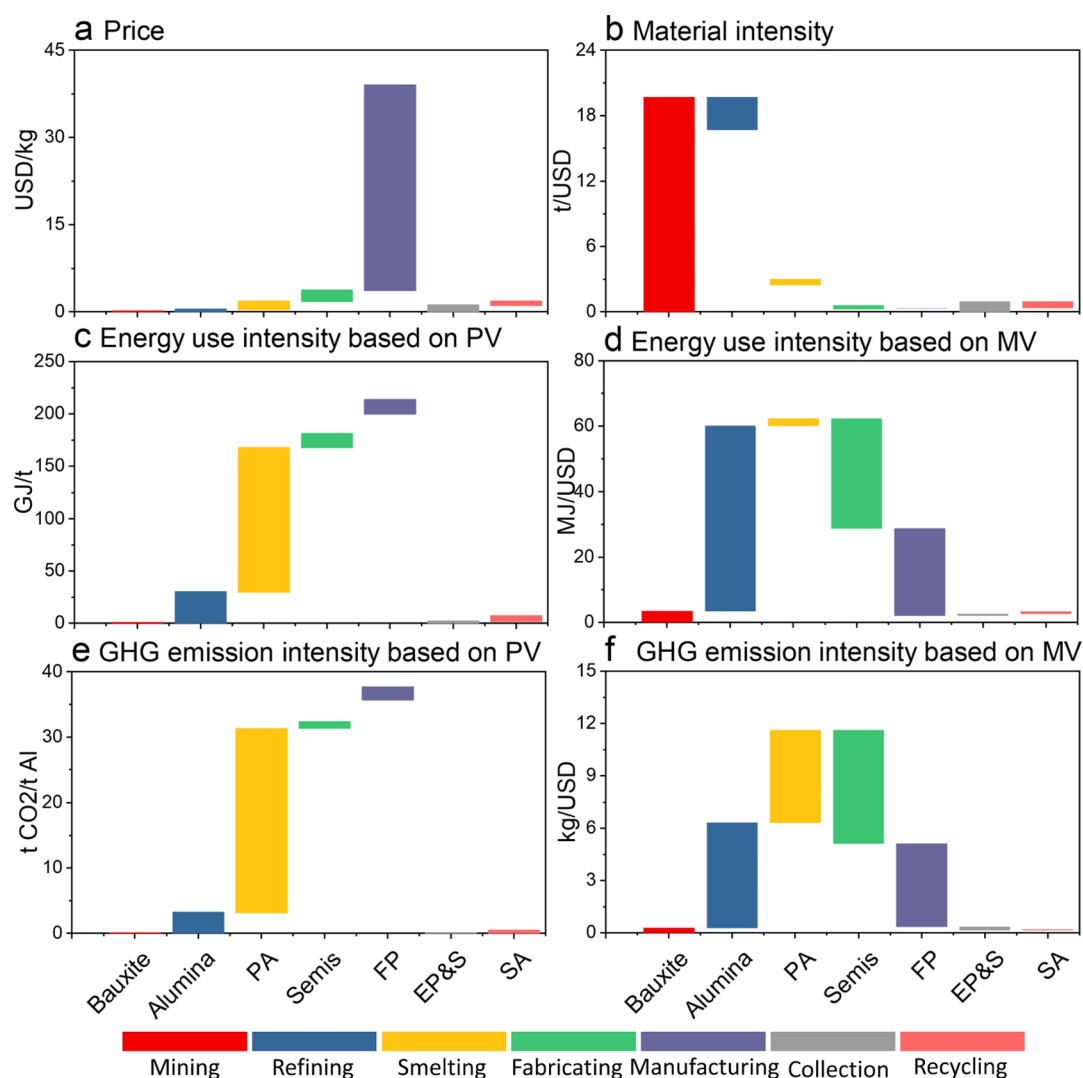 a Price
b Material intensity
45
30
15
0
USD/kg
24
18
12
6
0
t/USD
c Energy use intensity based on PV
d Energy use intensity based on MV
250
200
150
100
50
0
GJ/t
80
60
40
20
0
MJ/USD
e GHG emission intensity based on PV
f GHG emission intensity based on MV
40
30
20
10
0
t CO2/t Al
15
12
9
6
3
0
kg/USD
Bauxite
Alumina
PA
Semis
FP
EP&S
SA
Bauxite
Alumina
PA
Semis
FP
EP&S
SA
Mining
Refining
Smelting
Fabricating
Manufacturing
Collection
Recycling